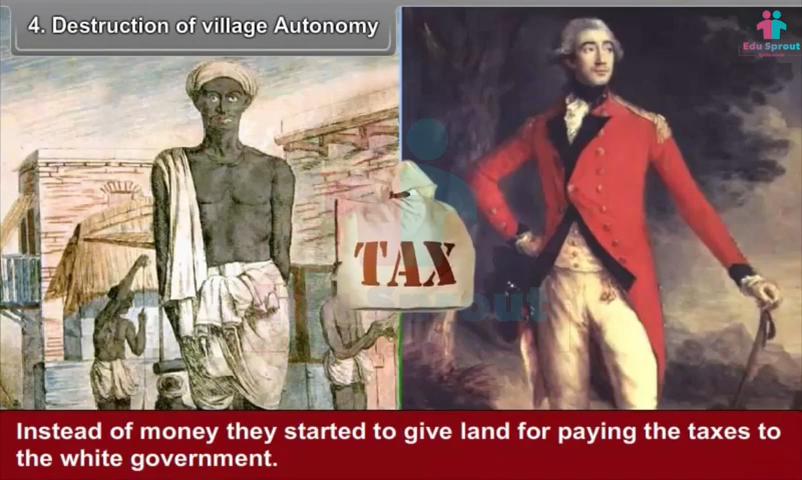 4. Destruction of village Autonomy
Edu Sprout
TAX
Instead of money they started to give land for paying the taxes to
the white government.